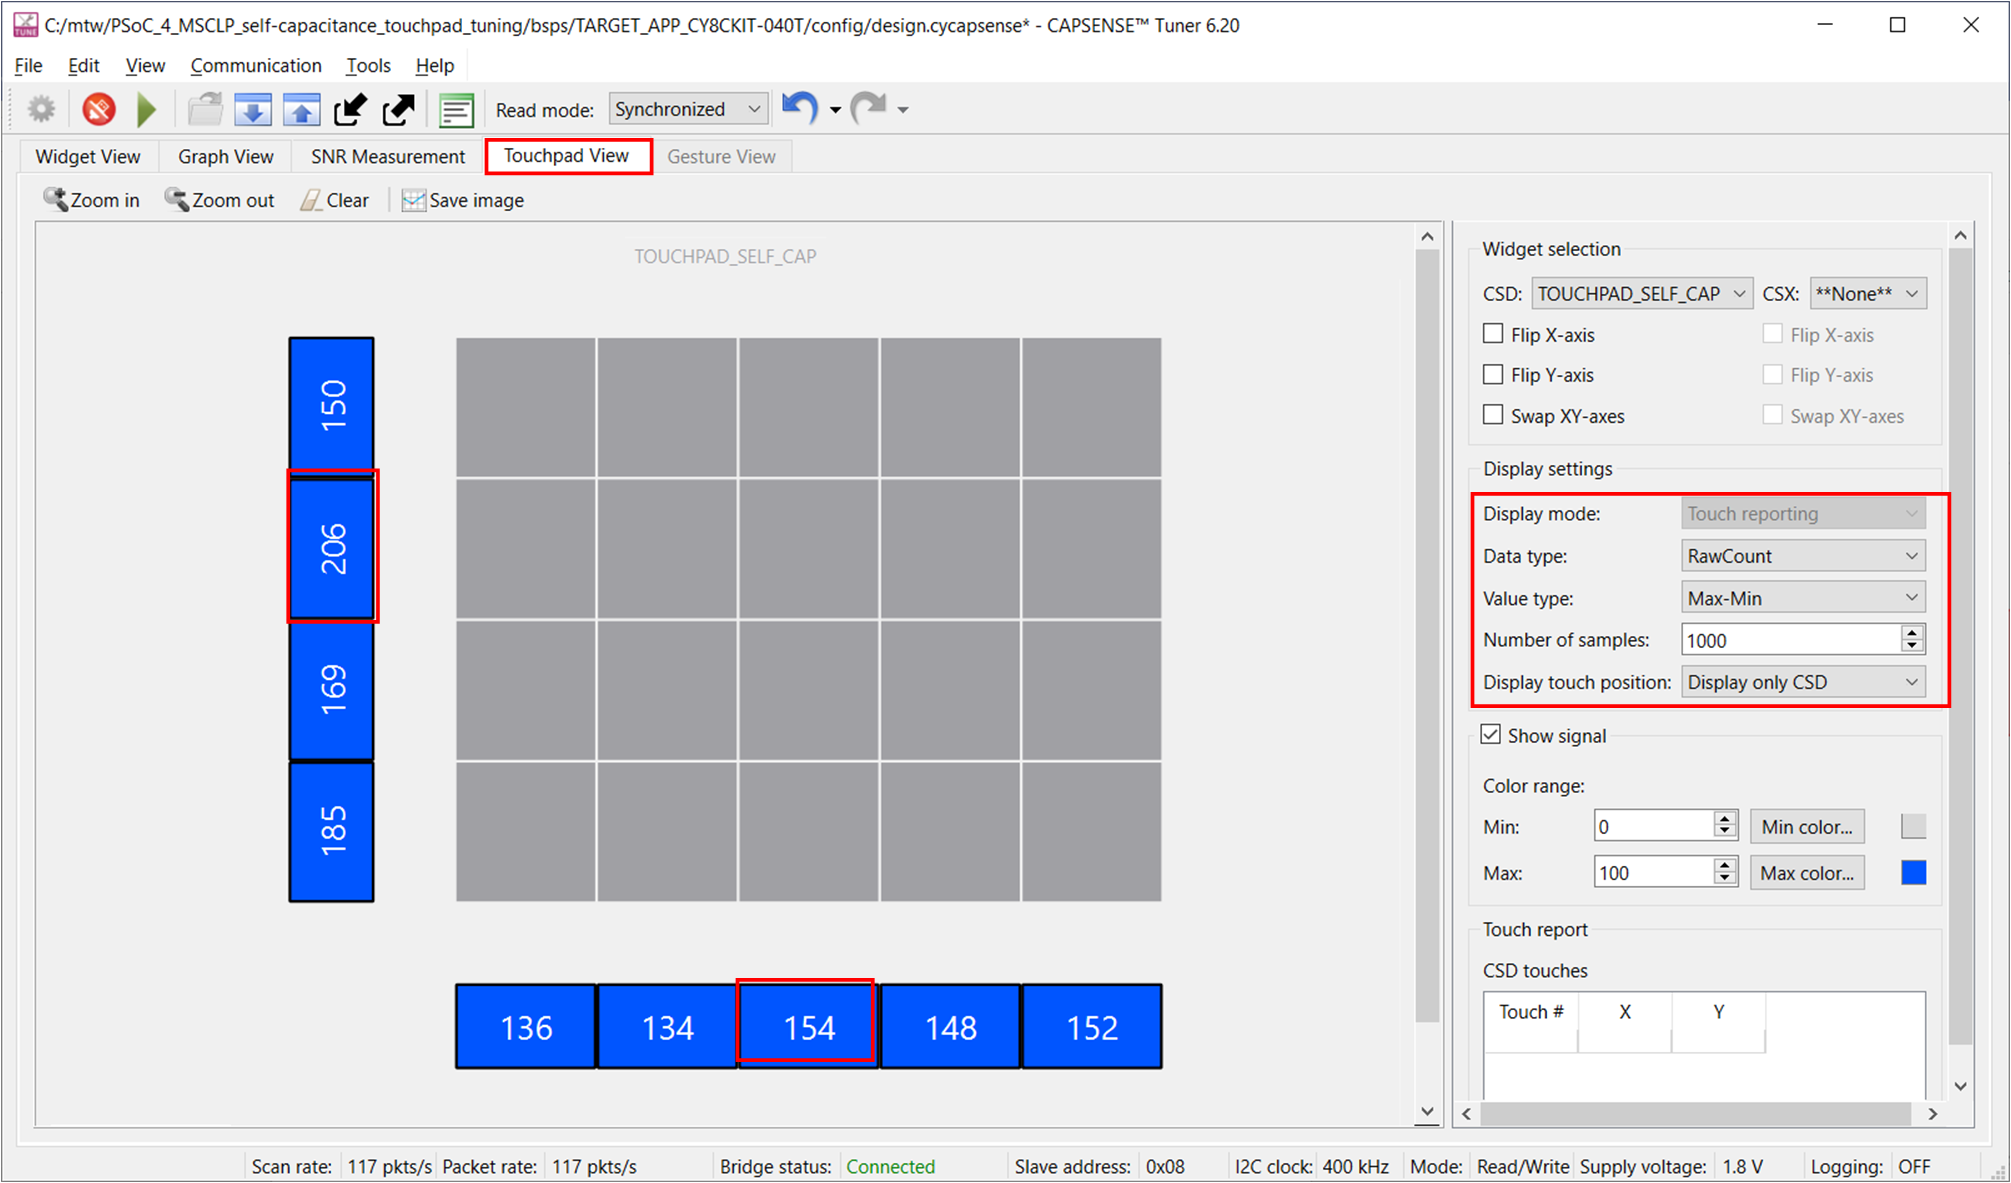 C:/mtw/PSoC_4_MSCLP_self-capacitance_touchpad_tuning/bsps/TARGET_APP_CY8CKIT-040T/config/design.cycapsense* - CAPSENSE™ Tuner 6.20
File Edit View Communication Tools Help
Read mode: Synchronized
Widget View Graph View SNR Measurement Touchpad View Gesture View
Zoom in Zoom out Clear Save image
TOUCHPAD_SELF_CAP
150
206
169
185
136 134 154 148 152
Widget selection
CSD: TOUCHPAD_SELF_CAP CSX: **None**
Flip X-axis Flip X-axis
Flip Y-axis Flip Y-axis
Swap XY-axes Swap XY-axes
Display settings
Display mode: Touch reporting
Data type: RawCount
Value type: Max-Min
Number of samples: 1000
Display touch position: Display only CSD
Show signal
Color range:
Min: 0 Min color...
Max: 100 Max color...
Touch report
CSD touches
Touch # X Y
Scan rate: 117 pkts/s Packet rate: 117 pkts/s Bridge status: Connected Slave address: 0x08 I2C clock: 400 kHz Mode: Read/Write Supply voltage: 1.8 V Logging: OFF